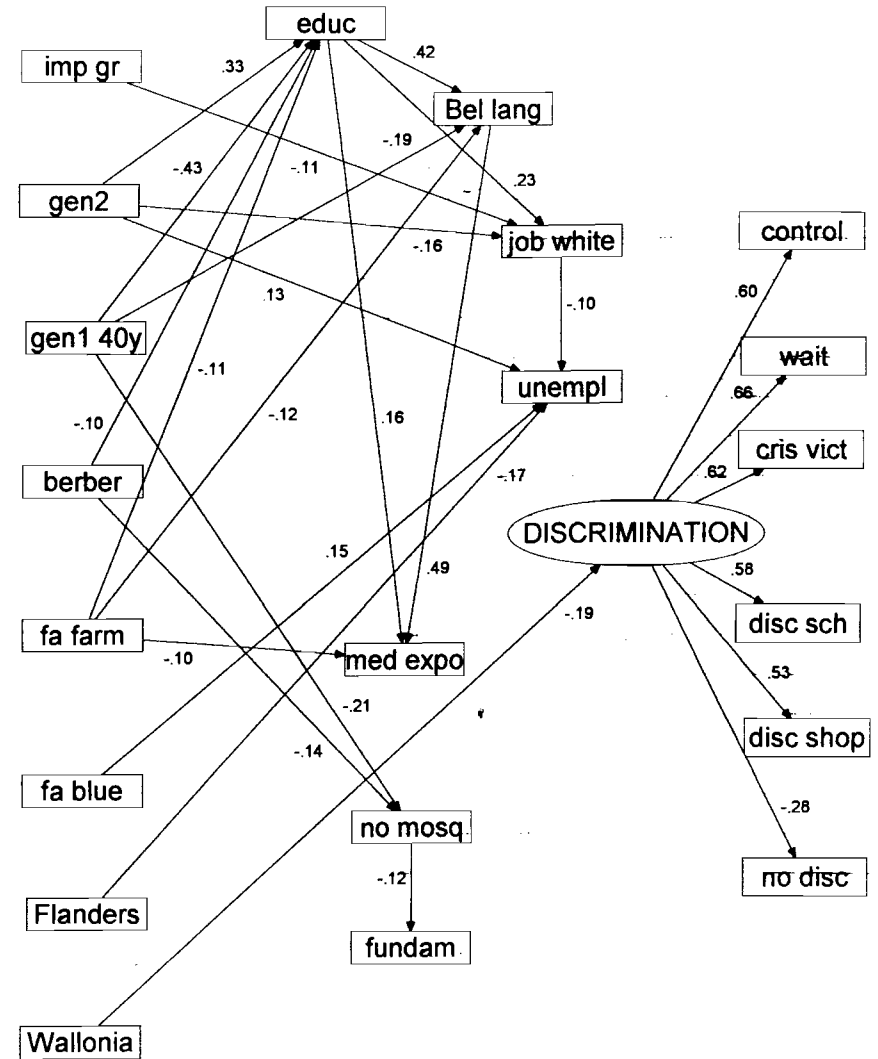 educ
imp gr
.33
.42
Bel lang
-.43
-.11
-.19
.23
gen2
job white
control
-.16
.13
.60
-.10
gen1 40y
-.11
wait
unempl
.66
-.12
-.10
.16
cris vict
.62
berber
-.17
DISCRIMINATION
.15
.49
.58
-.19
fa farm
disc sch
-.10
med expo
.53
-.21
disc shop
-.14
fa blue
-.28
no mosq
no disc
-.12
Flanders
fundam
Wallonia